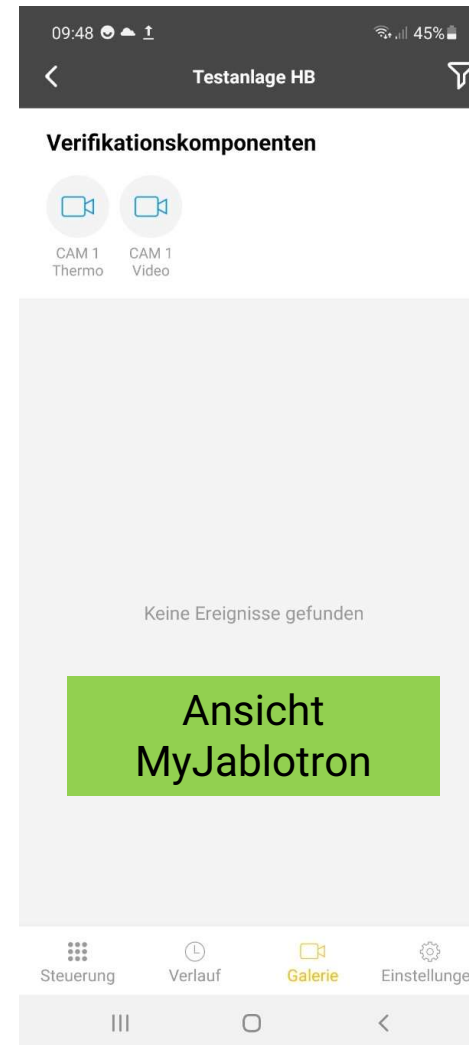 09:48 45%
Testanlage HB
Verifikationskomponenten
CAM 1 CAM 1
Thermo Video
Keine Ereignisse gefunden
Ansicht
MyJablotron
Steuerung Verlauf Galerie Einstellunge